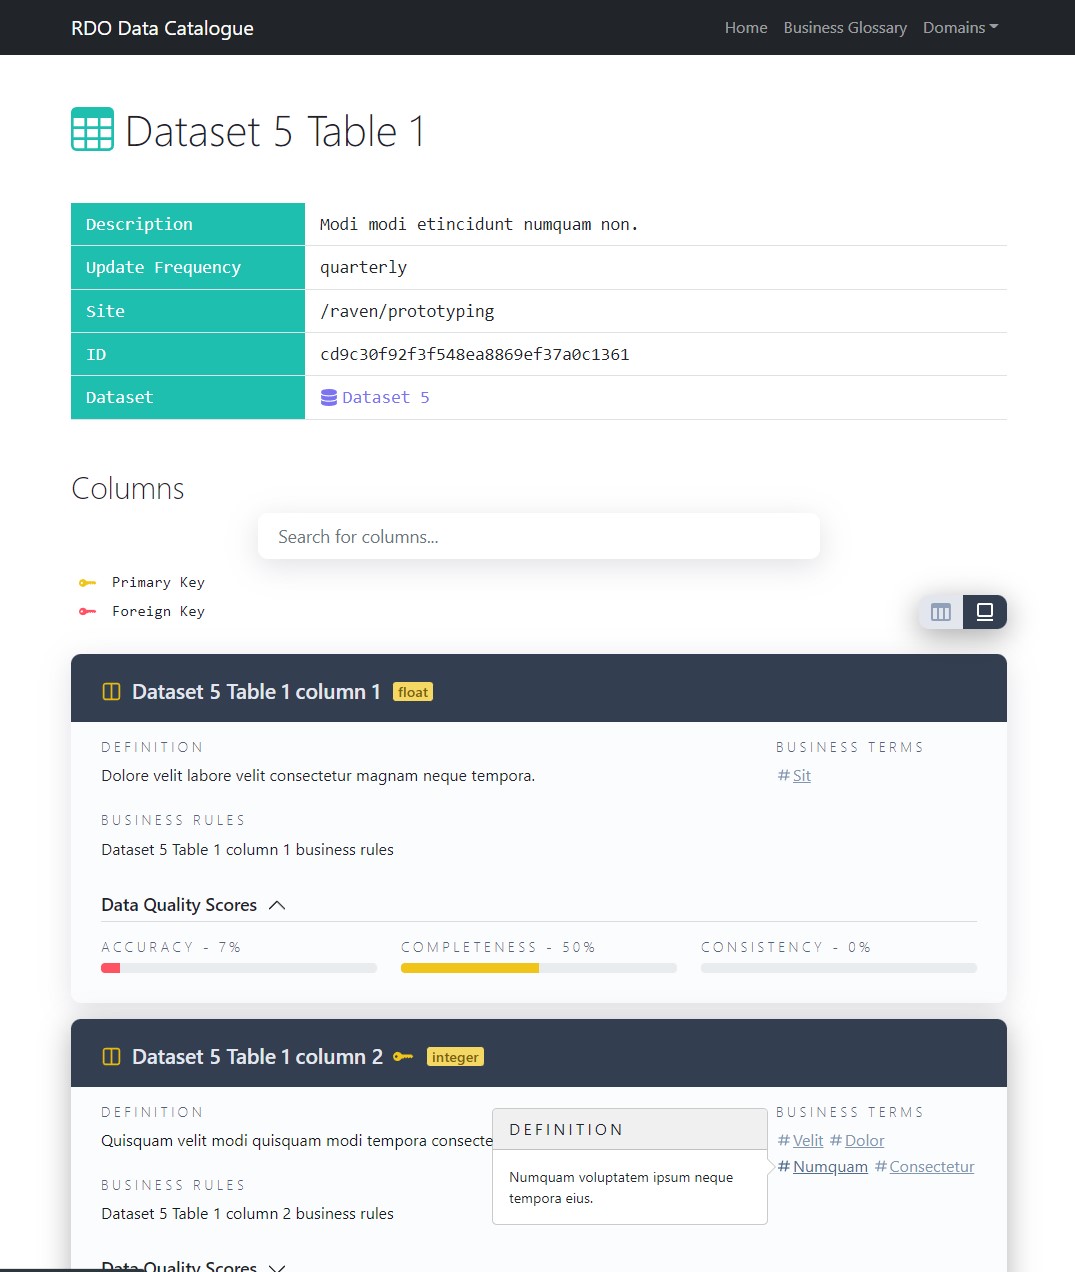 RDO Data Catalogue
Home Business Glossary Domains
Dataset 5 Table 1
Description Modi modi etincidunt numquam non.
Update Frequency quarterly
Site /raven/prototyping
ID cd9c30f92f3f548ea8869ef37a0c1361
Dataset Dataset 5
Columns
Search for columns...
Primary Key
Foreign Key
Dataset 5 Table 1 column 1 float
DEFINITION
Dolore velit labore velit consectetur magnam neque tempora.
BUSINESS TERMS
#Sit
BUSINESS RULES
Dataset 5 Table 1 column 1 business rules
Data Quality Scores
ACCURACY - 7% COMPLETENESS - 50% CONSISTENCY - 0%
Dataset 5 Table 1 column 2 integer
DEFINITION
Quisquam velit modi quisquam modi tempora consecte
DEFINITION
Numquam voluptatem ipsum neque
tempora eius.
BUSINESS TERMS
#Velit #Dolor
#Numquam #Consectetur
BUSINESS RULES
Dataset 5 Table 1 column 2 business rules
Data Quality Scores